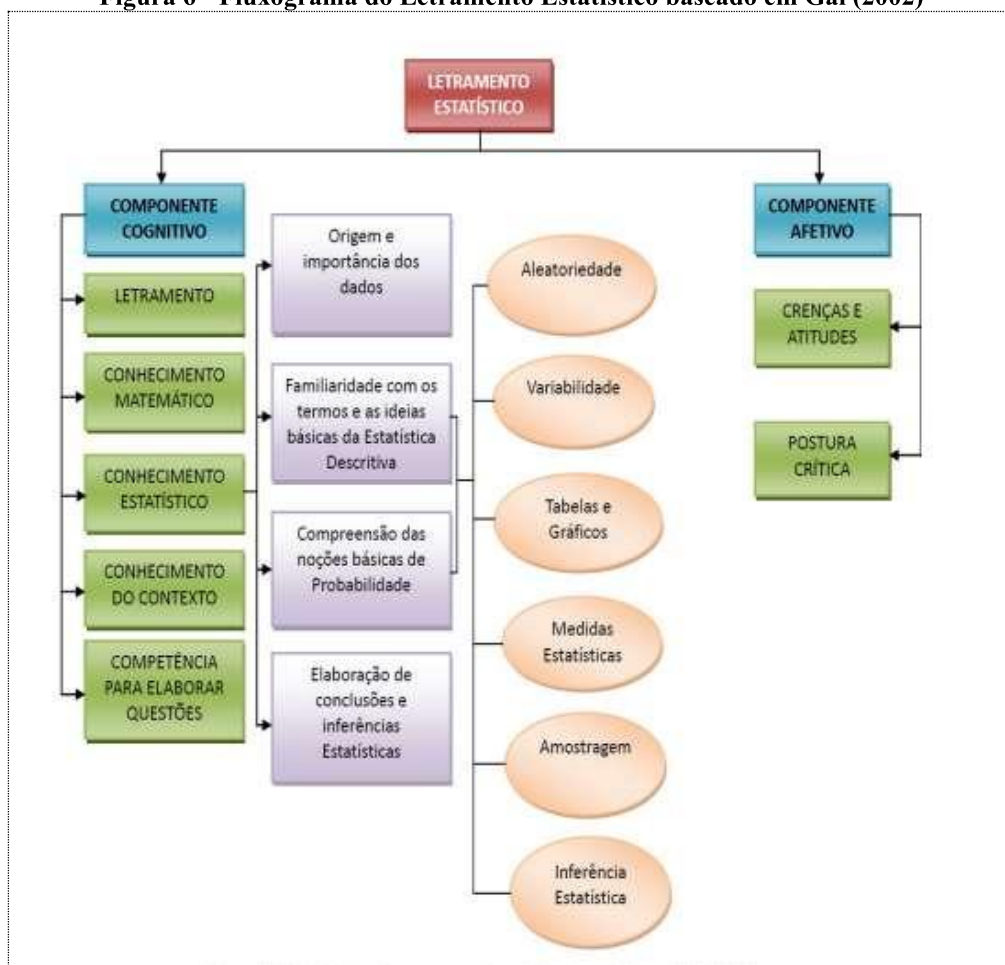 Figura 6 - Fluxograma do Letramento Estatístico baseado em Gal (2002)
LETRAMENTO
ESTATÍSTICO
COMPONENTE
COGNITIVO
LETRAMENTO
CONHECIMENTO
MATEMÁTICO
CONHECIMENTO
ESTATÍSTICO
CONHECIMENTO
DO CONTEXTO
COMPETÊNCIA
PARA ELABORAR
QUESTÕES
Origem e
importância dos
dados
Familiaridade com os
termos e as ideias
básicas da Estatística
Descritiva
Compreensão das
noções básicas de
Probabilidade
Elaboração de
conclusões e
inferências
Estatísticas
Aleatoriedade
Variabilidade
Tabelas e
Gráficos
Medidas
Estatísticas
Amostragem
Inferência
Estatística
COMPONENTE
AFETIVO
CRENÇAS E
ATITUDES
POSTURA
CRÍTICA